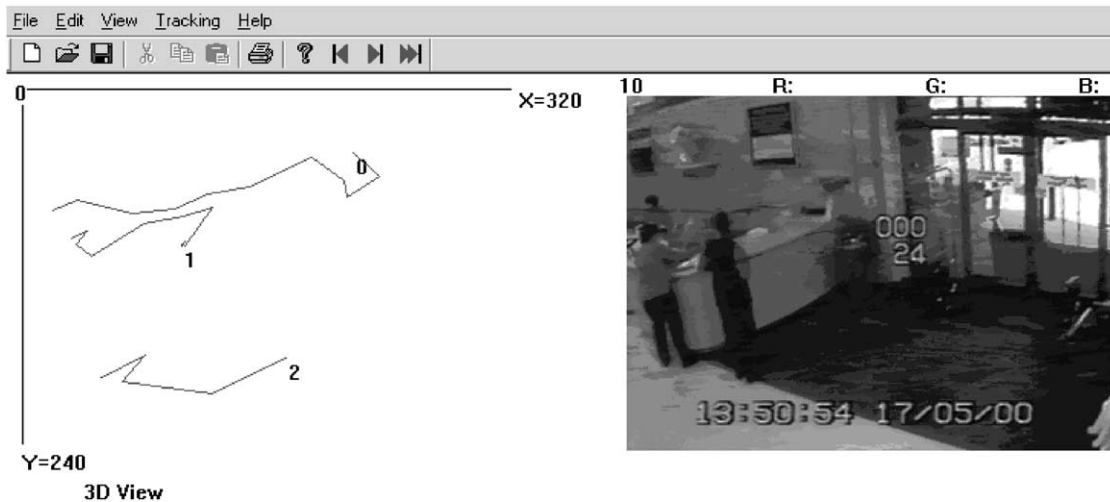 File Edit View Tracking Help
0
X=320
10 R: G: B:
0
1
2
Y=240
3D View
000
24
13:50:54 17/05/00